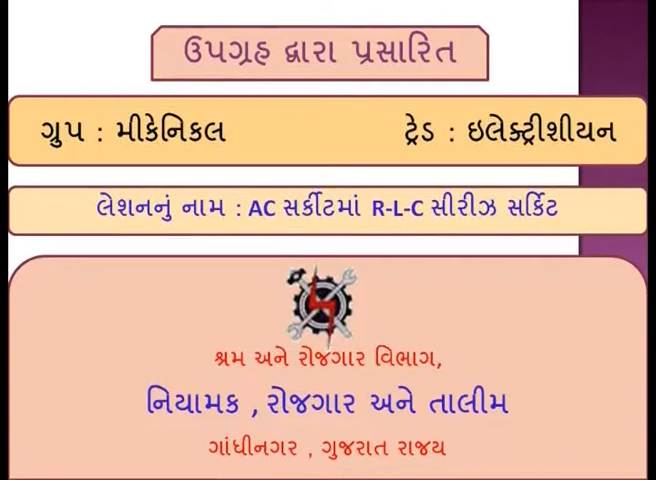 ઉપગ્રહ દ્વારા પ્રસારિત
ગ્રુપ : મીકેનિકલ ટ્રેડ : ઇલેક્ટ્રીશીયન
લેશનનું નામ : AC સર્કીટમાં R-L-C સીરીઝ સર્કિટ
શ્રમ અને રોજગાર વિભાગ,
નિયામક , રોજગાર અને તાલીમ
ગાંધીનગર , ગુજરાત રાજય